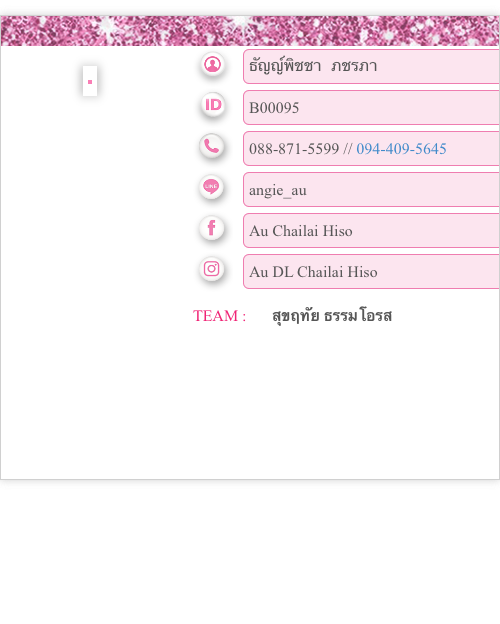 ธัญญ์พิชชา ภชรภา
ID B00095
088-871-5599 // 094-409-5645
LINE angie_au
Au Chailai Hiso
Au DL Chailai Hiso
TEAM : สุขฤทัย ธรรมโอรส